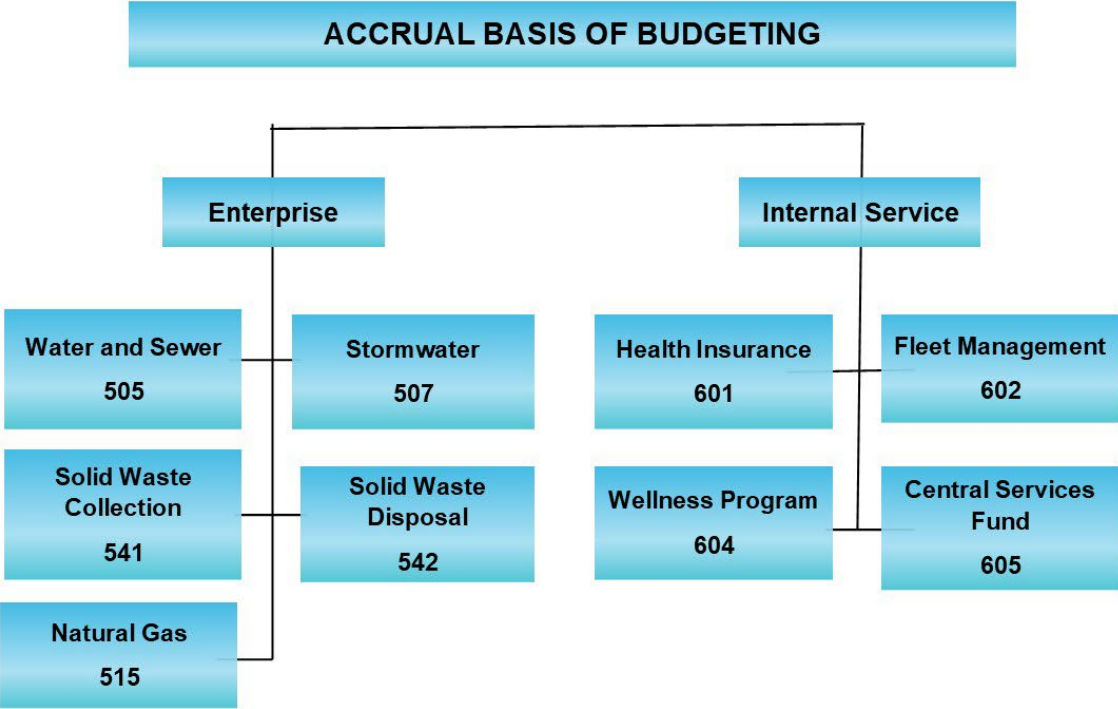 ACCRUAL BASIS OF BUDGETING
Enterprise
Internal Service
Water and Sewer
505
Stormwater
507
Health Insurance
601
Fleet Management
602
Solid Waste
Collection
541
Solid Waste
Disposal
542
Wellness Program
604
Central Services
Fund
605
Natural Gas
515